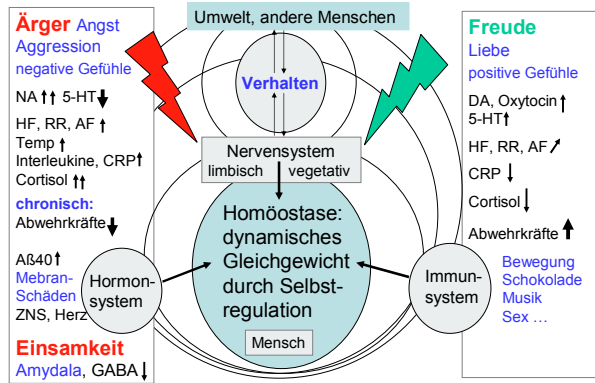 Ärger Angst
Aggression
negative Gefühle
NA ↑↑ 5-HT ↓
HF, RR, AF ↑
Temp ↑
Interleukine, CRP ↑
Cortisol ↑↑
chronisch:
Abwehrkräfte ↓
Aß40 ↑
Mebran-
Schäden
ZNS, Herz
Einsamkeit
Amydala, GABA ↓
Umwelt, andere Menschen
Verhalten
Nervensystem
limbisch vegetativ
Homöostase:
dynamisches
Gleichgewicht
durch Selbst-
regulation
Mensch
Hormon-
system
Immun-
system
Freude
Liebe
positive Gefühle
DA, Oxytocin ↑
5-HT ↑
HF, RR, AF ↗
CRP ↓
Cortisol ↓
Abwehrkräfte ↑
Bewegung
Schokolade
Musik
Sex ...